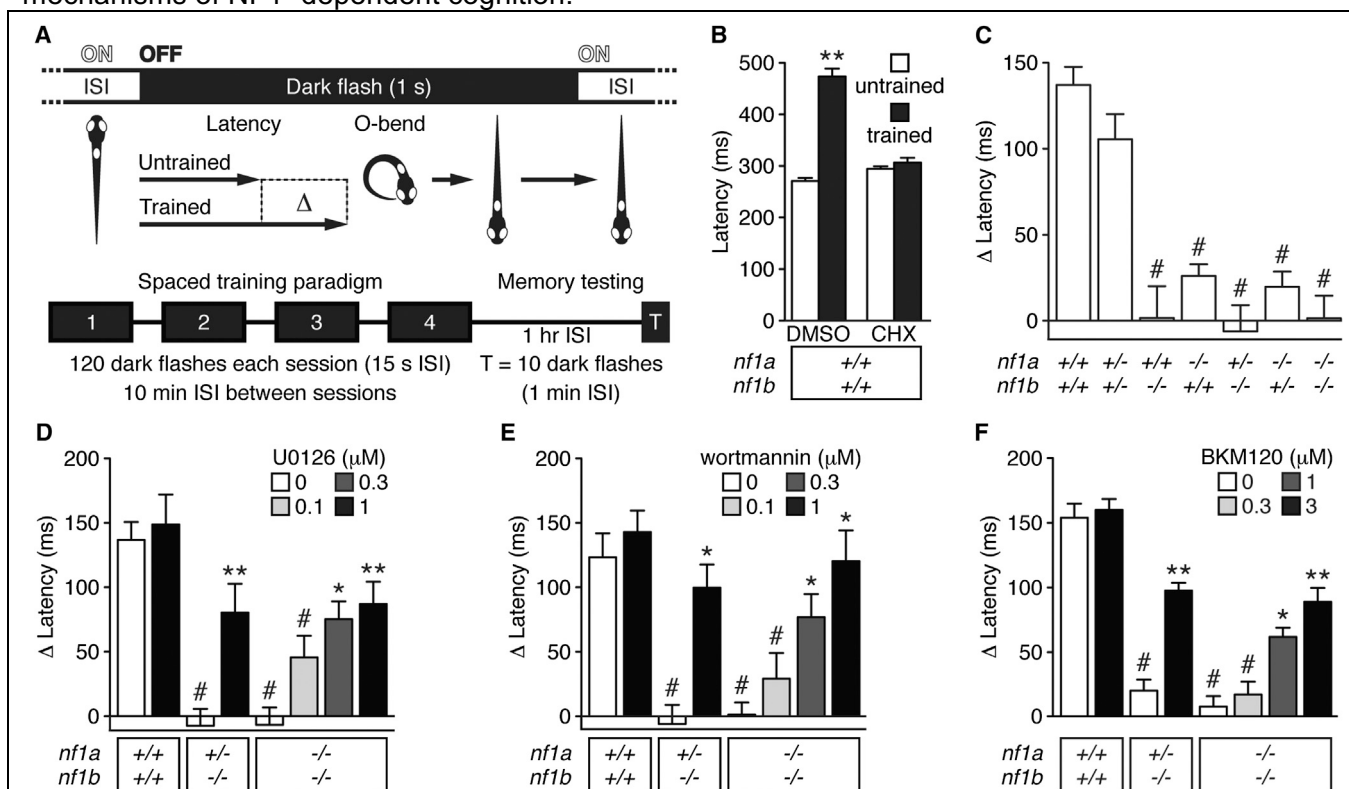 mechanisms of NF1-dependent cognition.
A
ON OFF ON
ISI Dark flash (1 s) ISI
Latency O-bend
Untrained
Δ
Trained
Spaced training paradigm Memory testing
1 2 3 4 T
1 hr ISI
120 dark flashes each session (15 s ISI) T = 10 dark flashes
10 min ISI between sessions (1 min ISI)
B
Latency (ms)
500
400
300
200
100
0
**
untrained
trained
DMSO CHX
nf1a +/+
nf1b +/+
C
Δ Latency (ms)
150
100
50
0
# # # # #
nf1a +/+ +/- +/+ -/- +/- -/- -/-
nf1b +/+ +/- -/- +/+ -/- +/- -/-
D
Δ Latency (ms)
200
150
100
50
0
U0126 (μM)
0 0.3
0.1 1
# ** # # * **
nf1a +/+ +/- -/-
nf1b +/+ -/- -/-
E
Δ Latency (ms)
200
150
100
50
0
wortmannin (μM)
0 0.3
0.1 1
# * # # * *
nf1a +/+ +/- -/-
nf1b +/+ -/- -/-
F
Δ Latency (ms)
200
150
100
50
0
BKM120 (μM)
0 1
0.3 3
# ** # # * **
nf1a +/+ +/- -/-
nf1b +/+ -/- -/-